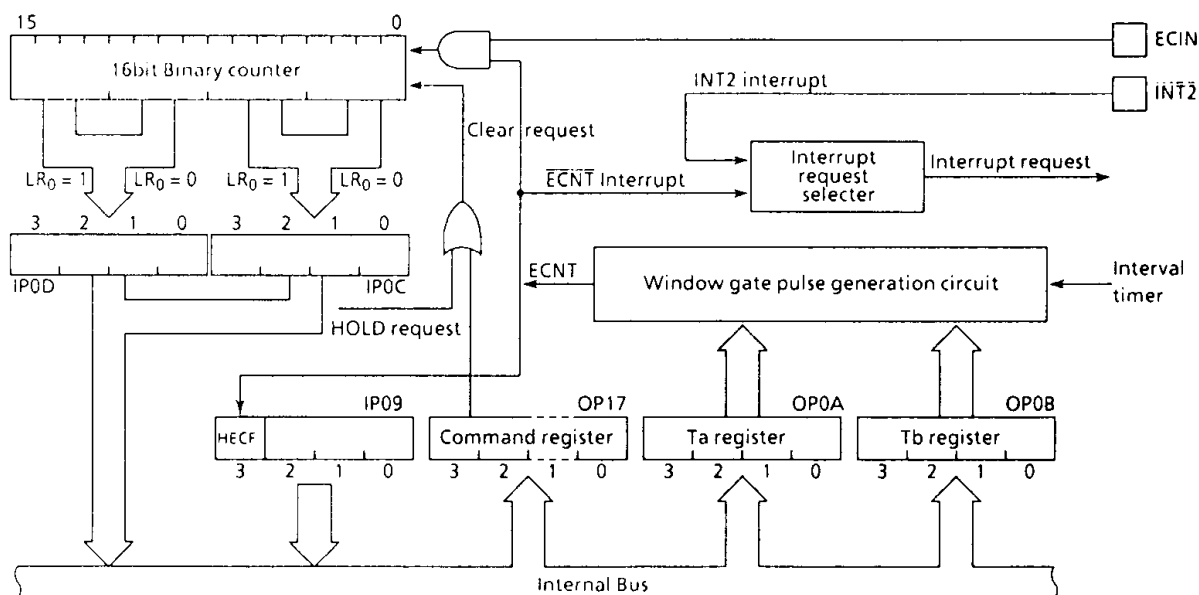 15 0
ECIN
16bit Binary counter
INT2 interrupt
INT2
Clear request
Interrupt request selecter
Interrupt request
LR0 = 1 LR0 = 0 LR0 = 1 LR0 = 0
ECNT Interrupt
3 2 1 0 3 2 1 0
IP0D IP0C
ECNT
Window gate pulse generation circuit
Interval timer
HOLD request
IP09 OP17 OP0A OP0B
HECF Command register Ta register Tb register
3 2 1 0 3 2 1 0 3 2 1 0 3 2 1 0
Internal Bus